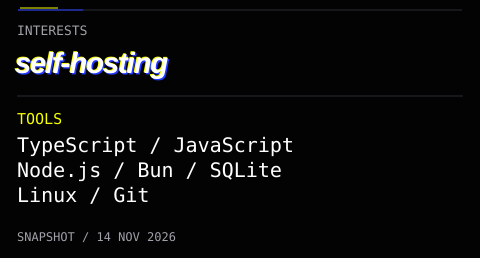 INTERESTS
self-hosting
TOOLS
TypeScript / JavaScript
Node.js / Bun / SQLite
Linux / Git
SNAPSHOT / 14 NOV 2026